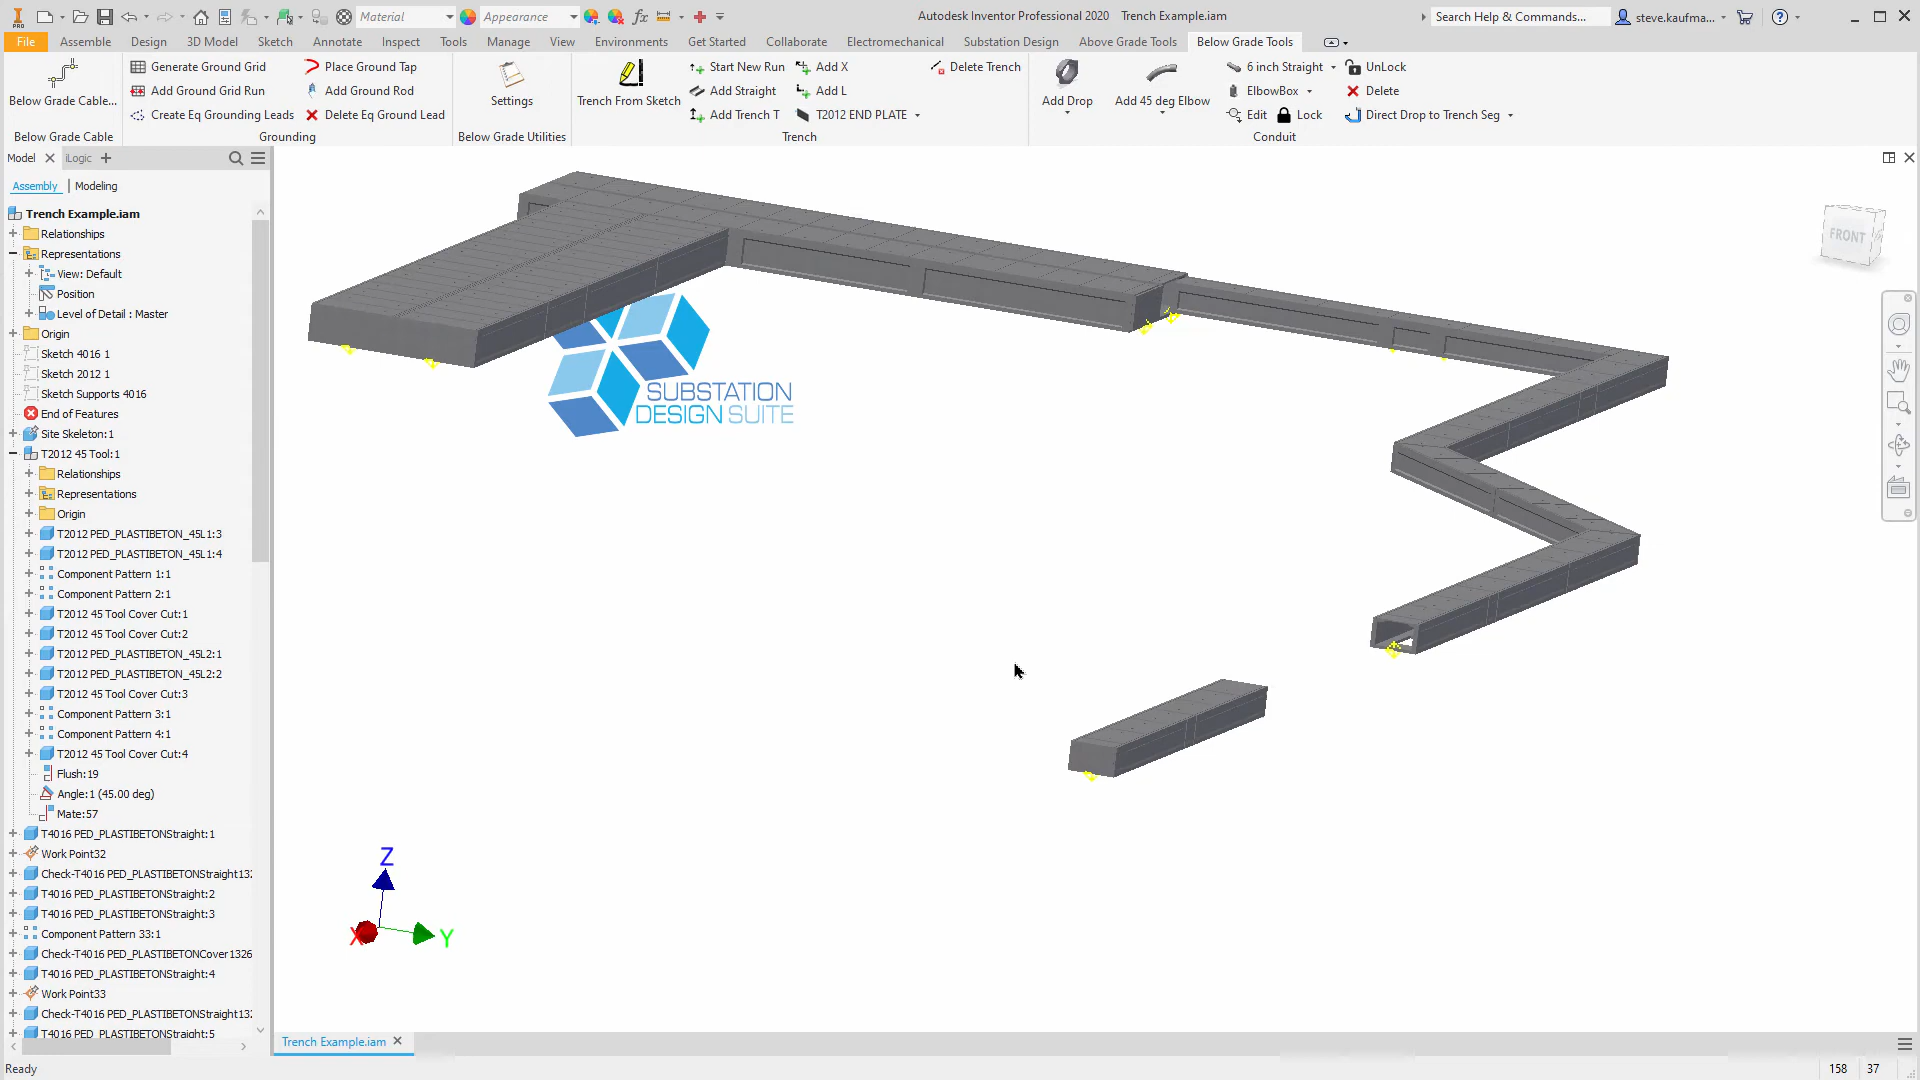 PRO
Material
Appearance
Autodesk Inventor Professional 2020 Trench Example.iam
Search Help & Commands...
steve.kaufma...
File Assemble Design 3D Model Sketch Annotate Inspect Tools Manage View Environments Get Started Collaborate Electromechanical Substation Design Above Grade Tools Below Grade Tools
Generate Ground Grid Place Ground Tap Start New Run Add X Delete Trench 6 inch Straight UnLock
Add Ground Grid Run Add Ground Rod Add Straight Add L ElbowBox Delete
Below Grade Cable... Settings Trench From Sketch Add Drop Add 45 deg Elbow
Create Eq Grounding Leads Delete Eq Ground Lead Add Trench T T2012 END PLATE Edit Lock Direct Drop to Trench Seg
Below Grade Cable Grounding Below Grade Utilities Trench Conduit
Model iLogic
Assembly Modeling
Trench Example.iam
Relationships
Representations
View: Default
Position
Level of Detail : Master
Origin
Sketch 4016 1
Sketch 2012 1
Sketch Supports 4016
End of Features
Site Skeleton:1
T2012 45 Tool:1
Relationships
Representations
Origin
T2012 PED_PLASTIBETON_45L1:3
T2012 PED_PLASTIBETON_45L1:4
Component Pattern 1:1
Component Pattern 2:1
T2012 45 Tool Cover Cut:1
T2012 45 Tool Cover Cut:2
T2012 PED_PLASTIBETON_45L2:1
T2012 PED_PLASTIBETON_45L2:2
T2012 45 Tool Cover Cut:3
Component Pattern 3:1
Component Pattern 4:1
T2012 45 Tool Cover Cut:4
Flush:19
Angle:1 (45.00 deg)
Mate:57
T4016 PED_PLASTIBETONStraight:1
Work Point32
Check-T4016 PED_PLASTIBETONStraight132
T4016 PED_PLASTIBETONStraight:2
T4016 PED_PLASTIBETONStraight:3
Component Pattern 33:1
Check-T4016 PED_PLASTIBETONCover1326
T4016 PED_PLASTIBETONStraight:4
Work Point33
Check-T4016 PED_PLASTIBETONStraight132
T4016 PED_PLASTIBETONStraight:5
SUBSTATION
DESIGN SUITE
FRONT
Z
X
Y
Trench Example.iam
Ready
158 37